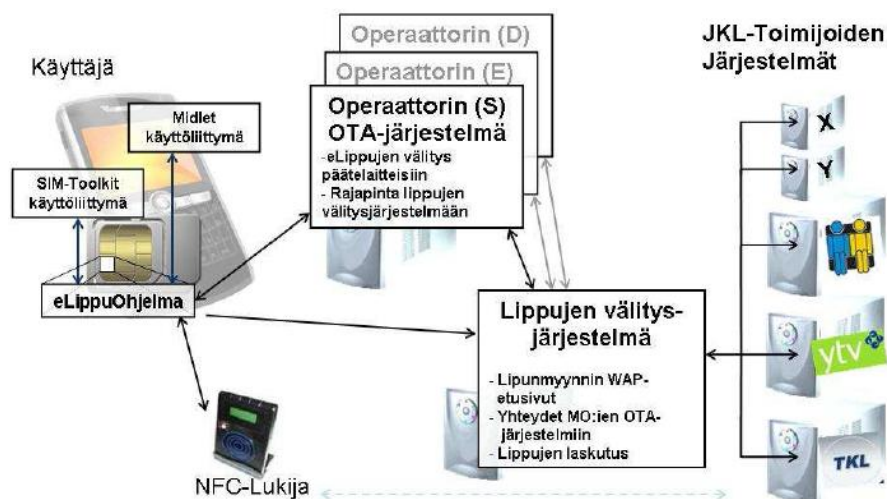 Käyttäjä
Midlet
käyttöliittymä
SIM-Toolkit
käyttöliittymä
eLippuOhjelma
NFC-Lukija
Operaattorin (D)
Operaattorin (E)
Operaattorin (S)
OTA-järjestelmä
-eLippujen välitys
päätelaitteisiin
- Rajapinta lippujen
välitysjärjestelmään
Lippujen välitys-
järjestelmä
- Lipunmyynnin WAP-
etusivut
- Yhteydet MO:ien OTA-
järjestelmiin
- Lippujen laskutus
JKL-Toimijoiden
Järjestelmät
X
Y
ytv
TKL